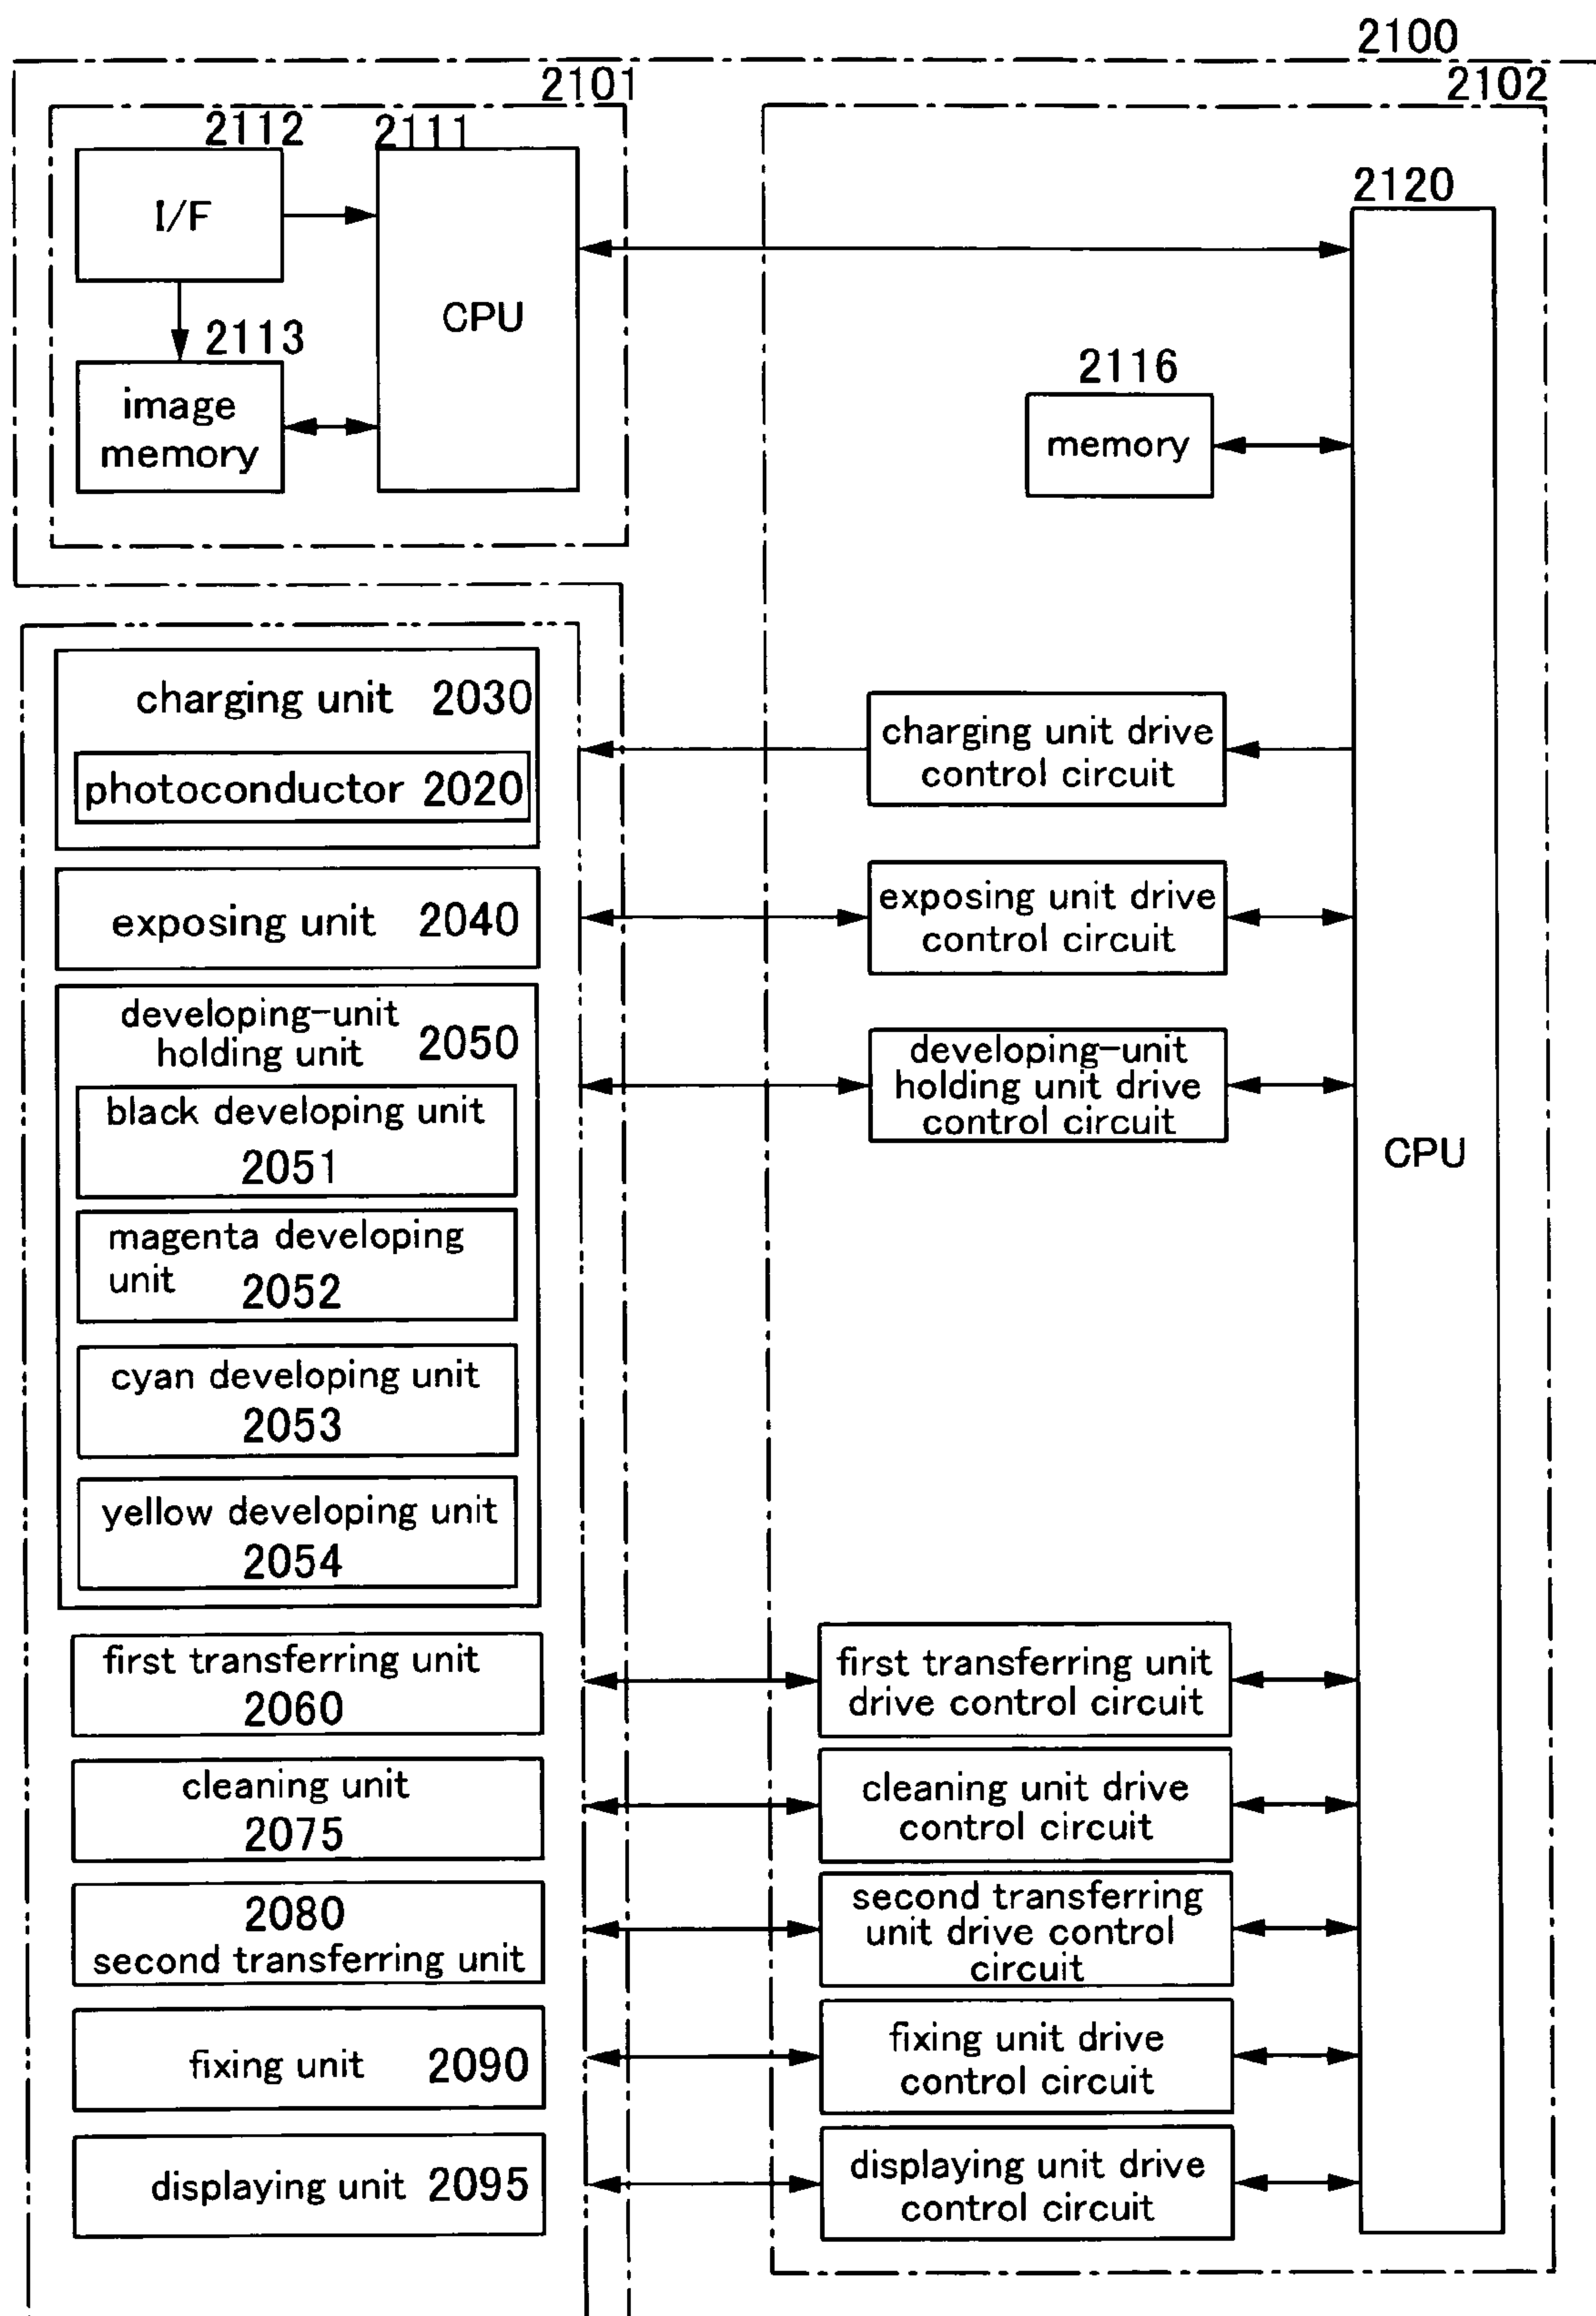 2100
2101
2102
2112
2111
I/F
CPU
2113
image
memory
2120
2116
memory
CPU
charging unit 2030
photoconductor 2020
exposing unit 2040
developing-unit
holding unit 2050
black developing unit
2051
magenta developing
unit 2052
cyan developing unit
2053
yellow developing unit
2054
first transferring unit
2060
cleaning unit
2075
2080
second transferring unit
fixing unit 2090
displaying unit 2095
charging unit drive
control circuit
exposing unit drive
control circuit
developing-unit
holding unit drive
control circuit
first transferring unit
drive control circuit
cleaning unit drive
control circuit
second transferring
unit drive control
circuit
fixing unit drive
control circuit
displaying unit drive
control circuit